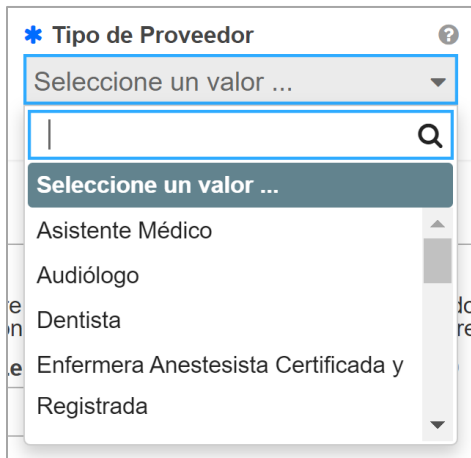 ✱ Tipo de Proveedor
Seleccione un valor ...
Seleccione un valor ...
Asistente Médico
Audiólogo
Dentista
Enfermera Anestesista Certificada y
Registrada